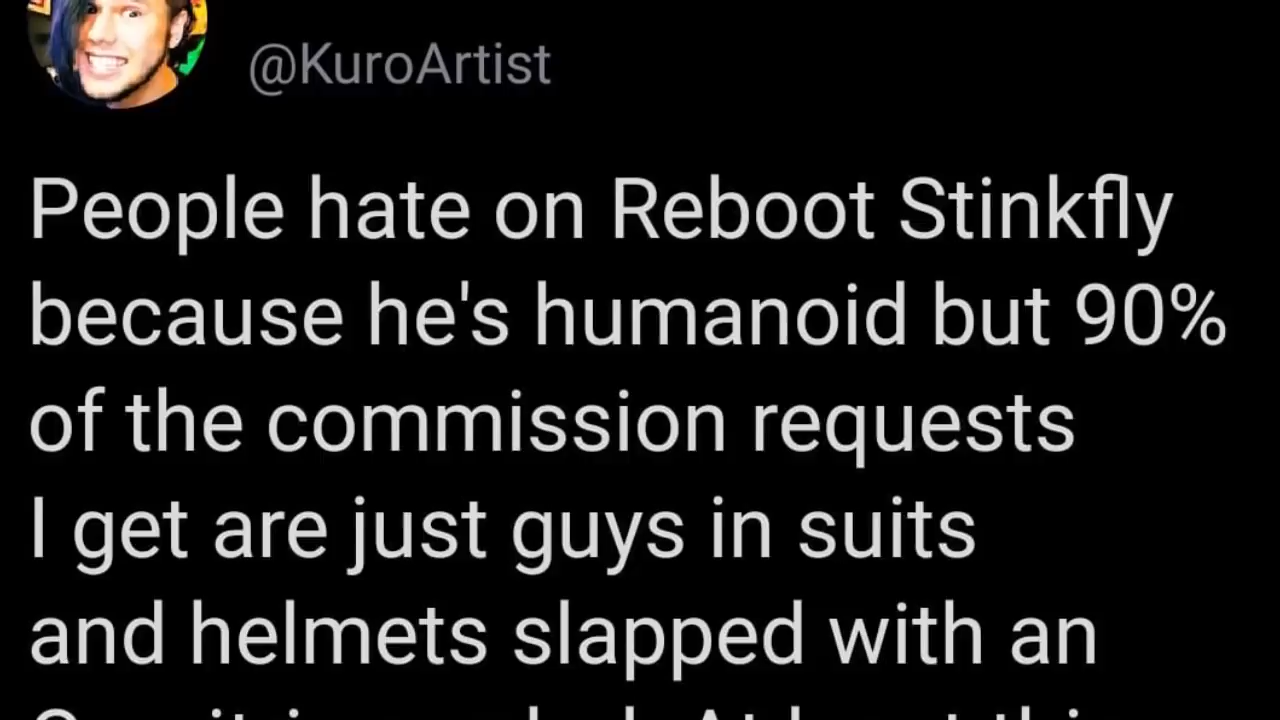 @KuroArtist
People hate on Reboot Stinkfly
because he's humanoid but 90%
of the commission requests
I get are just guys in suits
and helmets slapped with an